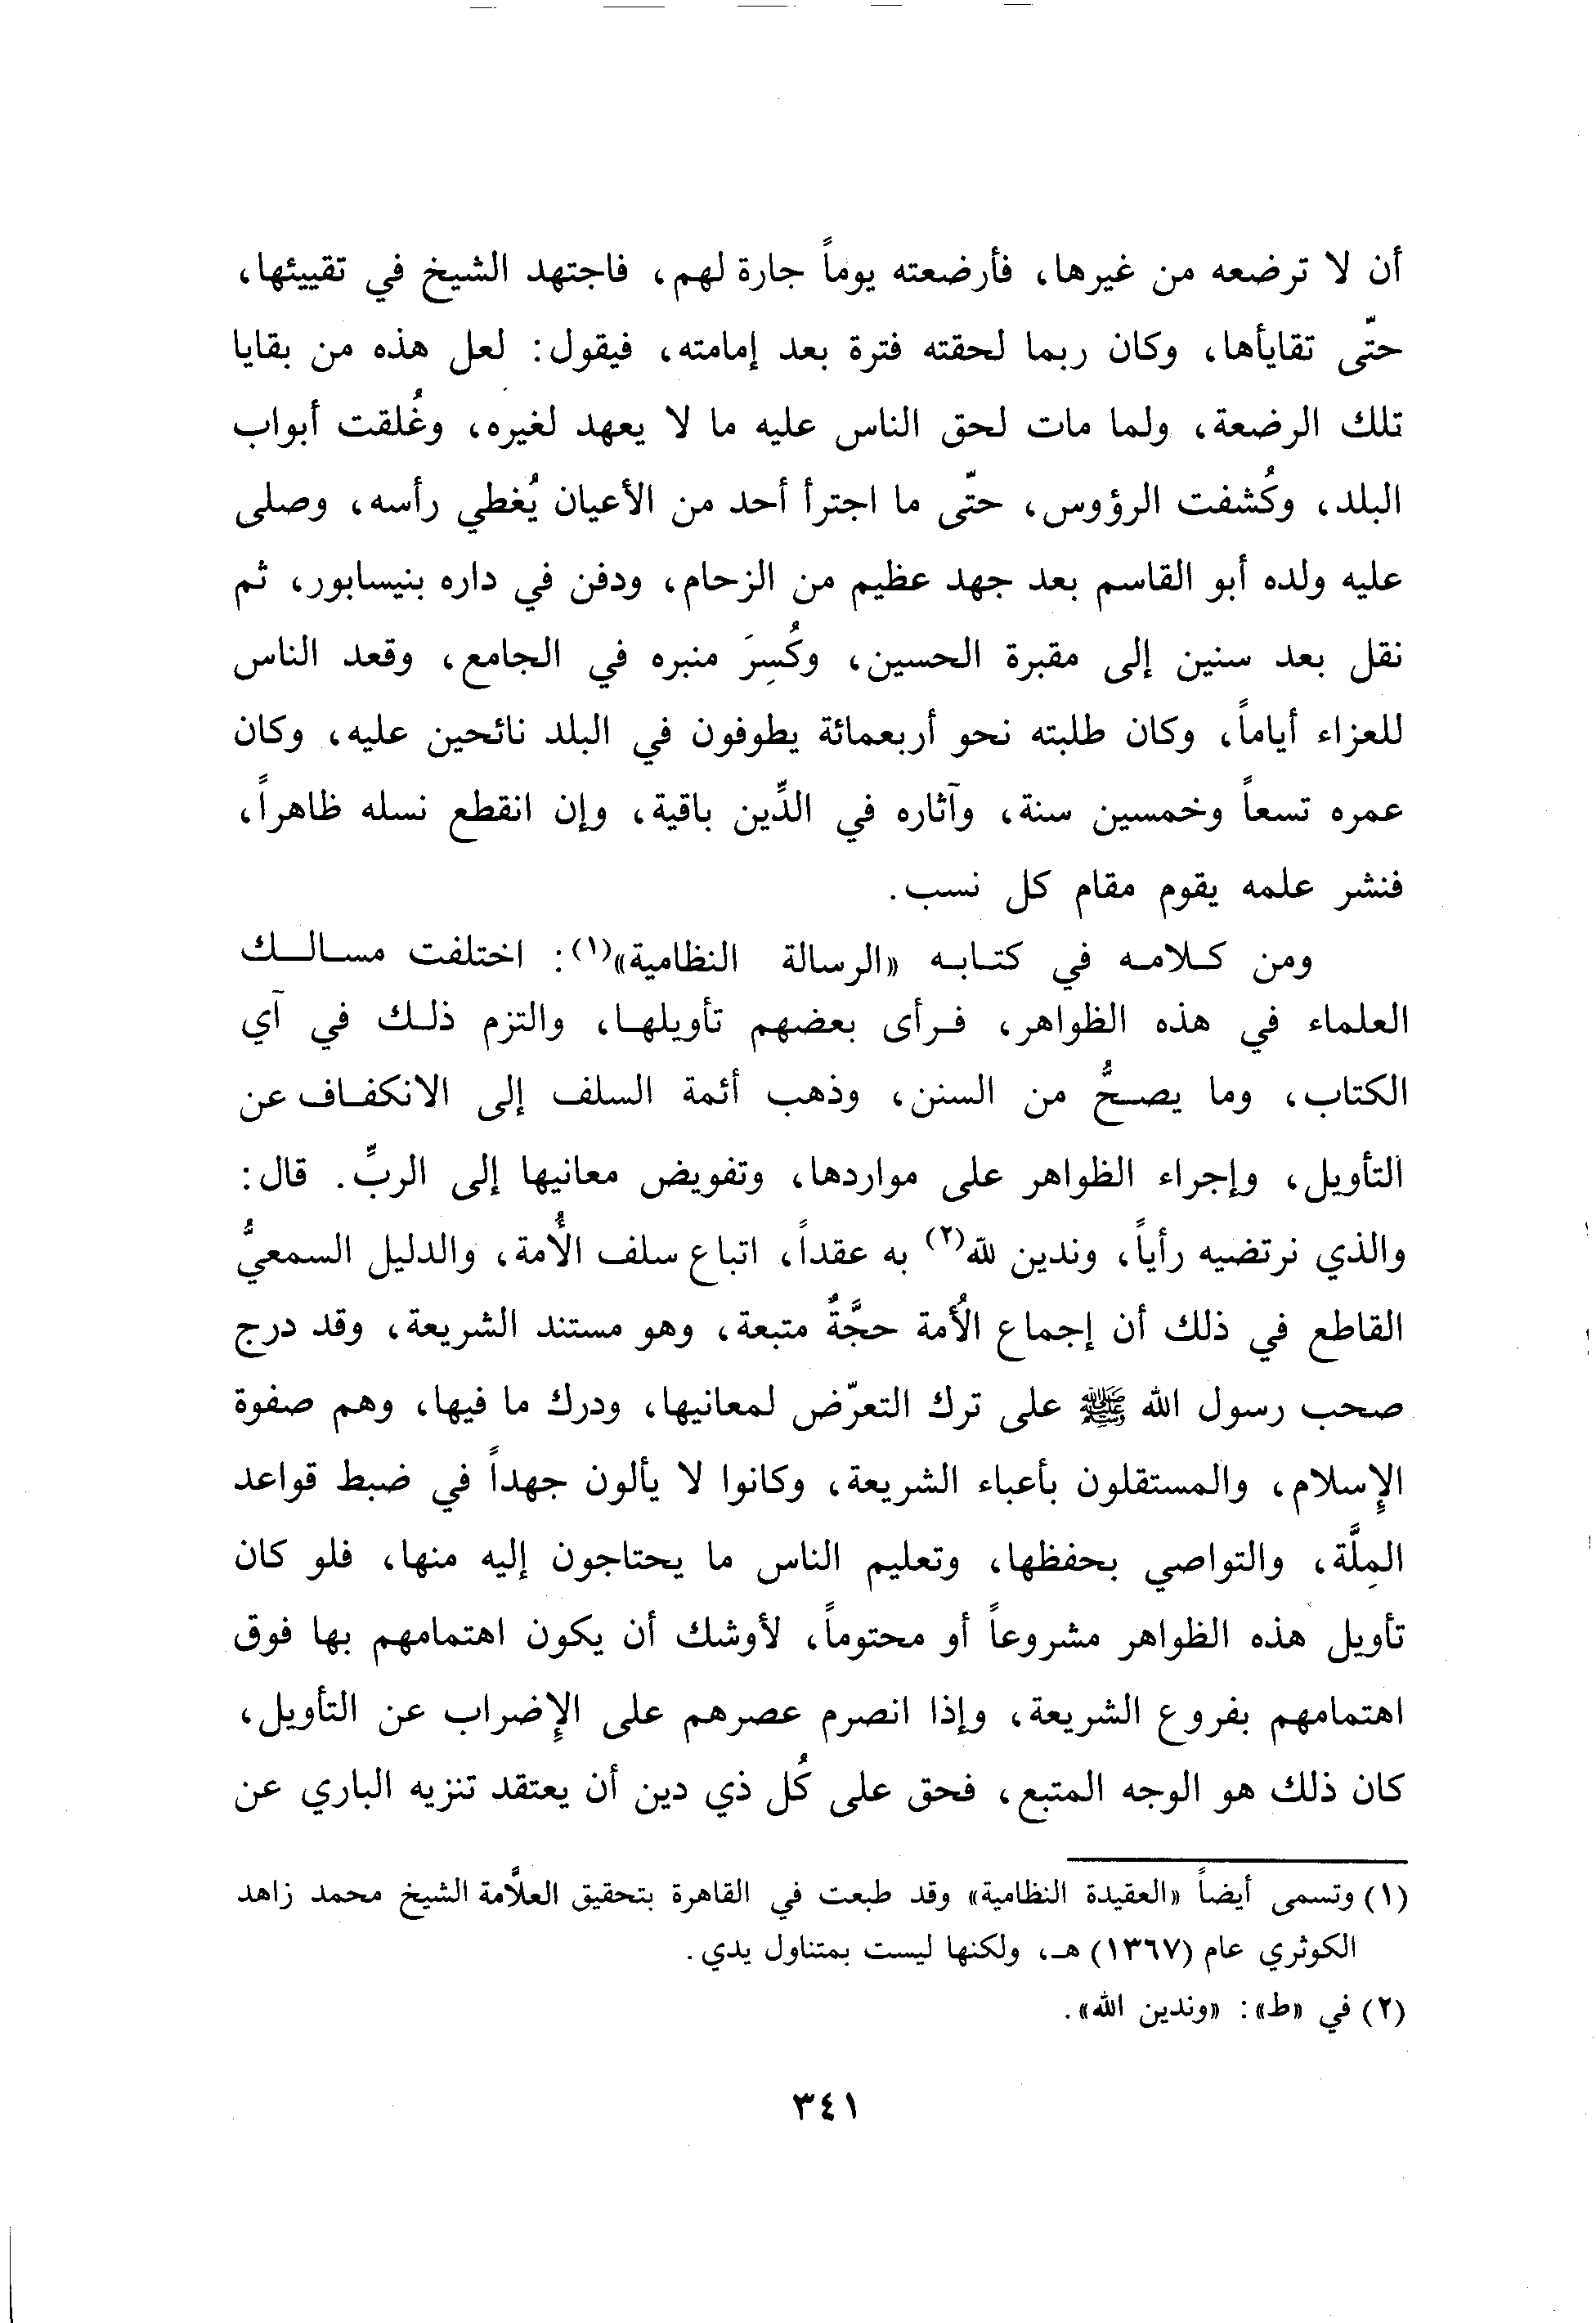 أن لا ترضعه من غيرها، فأرضعته يوماً جارة لهم، فاجتهد الشيخ في تقييئها،
حتّى تقايأها، وكان ربما لحقته فترة بعد إمامته، فيقول: لعل هذه من بقايا
تلك الرضعة، ولما مات لحق الناس عليه ما لا يعهد لغيره، وغُلقت أبواب
البلد، وكُشفت الرؤوس، حتّى ما اجترأ أحد من الأعيان يُغطي رأسه، وصلى
عليه ولده أبو القاسم بعد جهد عظيم من الزحام، ودفن في داره بنيسابور، ثم
نقل بعد سنين إلى مقبرة الحسين، وكُسِرَ منبره في الجامع، وقعد الناس
للعزاء أياماً، وكان طلبته نحو أربعمائة يطوفون في البلد نائحين عليه، وكان
عمره تسعاً وخمسين سنة، وآثاره في الدِّين باقية، وإن انقطع نسله ظاهراً،
فنشر علمه يقوم مقام كل نسب.
ومن كلامه في كتابه «الرسالة النظامية»(١): اختلفت مسالك
العلماء في هذه الظواهر، فرأى بعضهم تأويلها، والتزم ذلك في آي
الكتاب، وما يصحُّ من السنن، وذهب أئمة السلف إلى الانكفاف عن
التأويل، وإجراء الظواهر على مواردها، وتفويض معانيها إلى الربِّ. قال:
والذي نرتضيه رأياً، وندين لله(٢) به عقداً، اتباع سلف الأُمة، والدليل السمعيُّ
القاطع في ذلك أن إجماع الأُمة حجَّةٌ متبعة، وهو مستند الشريعة، وقد درج
صحب رسول الله ﷺ على ترك التعرّض لمعانيها، ودرك ما فيها، وهم صفوة
الإِسلام، والمستقلون بأعباء الشريعة، وكانوا لا يألون جهداً في ضبط قواعد
المِلَّة، والتواصي بحفظها، وتعليم الناس ما يحتاجون إليه منها، فلو كان
تأويل هذه الظواهر مشروعاً أو محتوماً، لأوشك أن يكون اهتمامهم بها فوق
اهتمامهم بفروع الشريعة، وإذا انصرم عصرهم على الإِضراب عن التأويل،
كان ذلك هو الوجه المتبع، فحق على كُل ذي دين أن يعتقد تنزيه الباري عن
(١) وتسمى أيضاً «العقيدة النظامية» وقد طبعت في القاهرة بتحقيق العلاَّمة الشيخ محمد زاهد
الكوثري عام (١٣٦٧) هـ، ولكنها ليست بمتناول يدي.
(٢) في «ط»: «وندين الله».
٣٤١